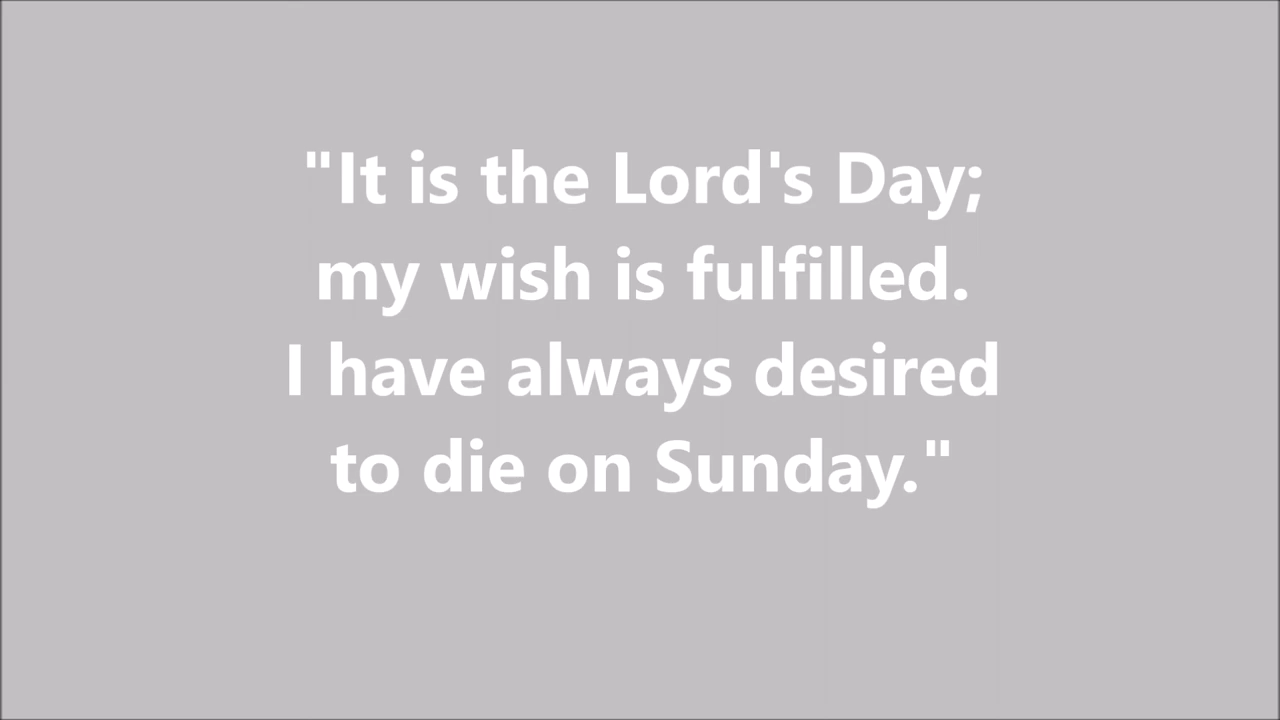 "It is the Lord's Day;
my wish is fulfilled.
I have always desired
to die on Sunday."